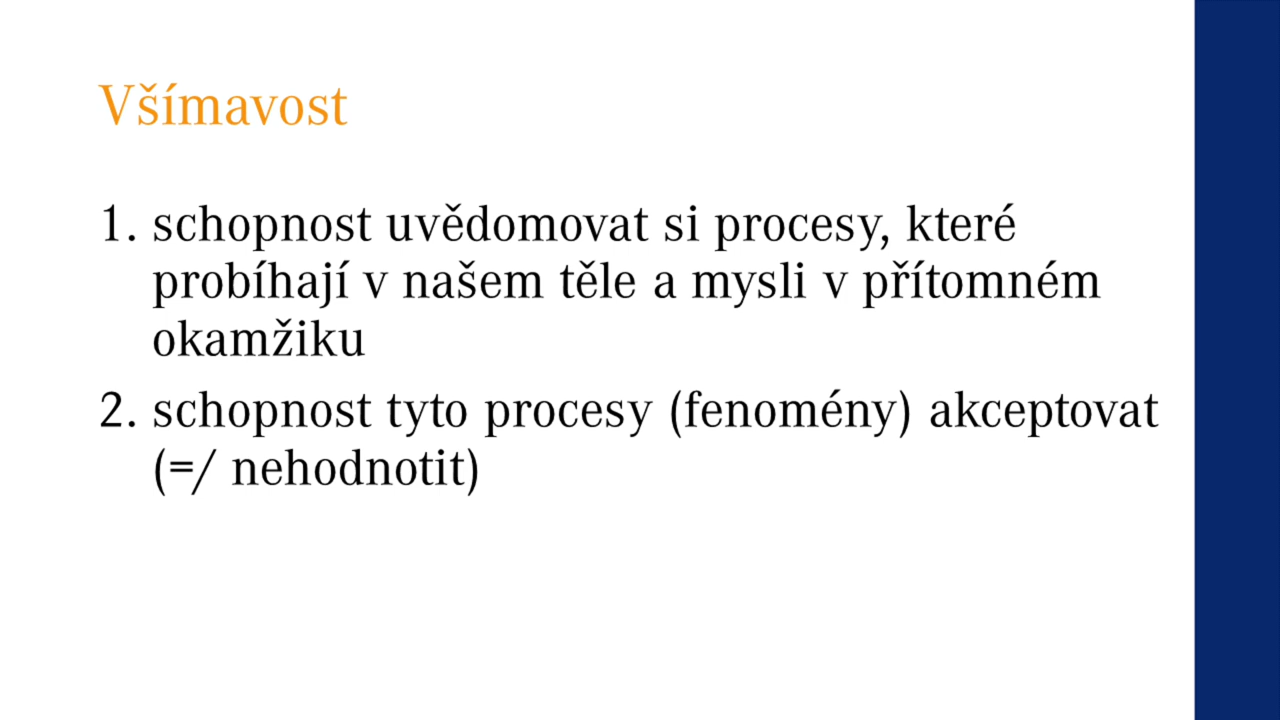 Všímavost
1. schopnost uvědomovat si procesy, které
probíhají v našem těle a mysli v přítomném
okamžiku
2. schopnost tyto procesy (fenomény) akceptovat
(=/ nehodnotit)